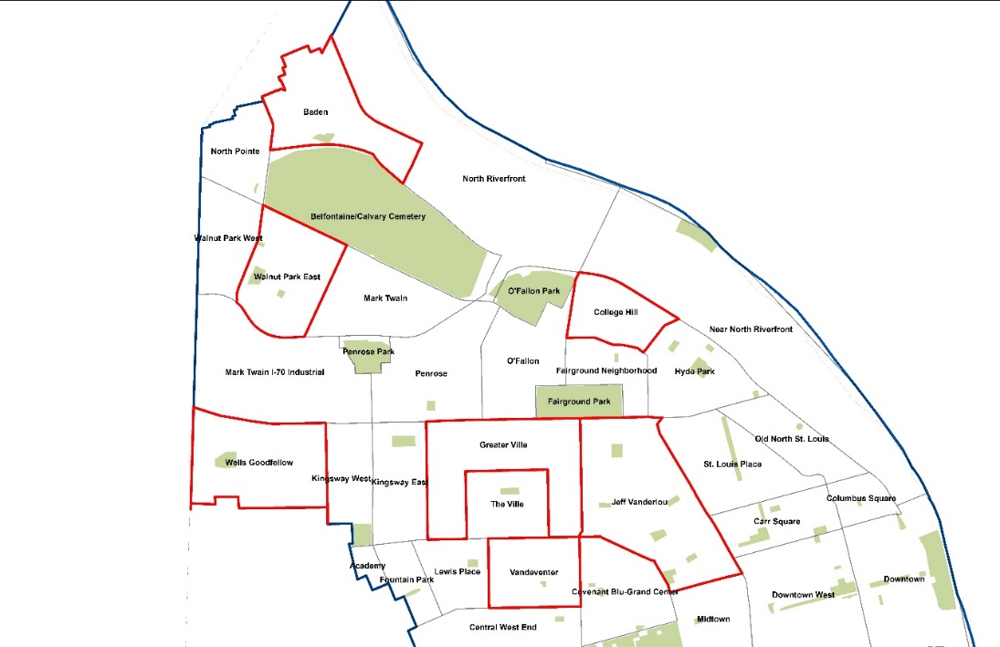 Baden
North Pointe
North Riverfront
Belfontaine/Calvary Cemetery
Walnut Park West
Walnut Park East
O'Fallon Park
Mark Twain
College Hill
Near North Riverfront
Penrose Park
O'Fallon
Mark Twain I-70 Industrial
Penrose
Fairground Neighborhood
Hyde Park
Fairground Park
Old North St. Louis
Greater Ville
Wells Goodfellow
St. Louis Place
Kingsway West
Kingsway East
Columbus Square
The Ville
Jeff Vanderlou
Carr Square
Academy
Fountain Park
Lewis Place
Vandeventer
Downtown
Covenant Blu-Grand Center
Downtown West
Midtown
Central West End